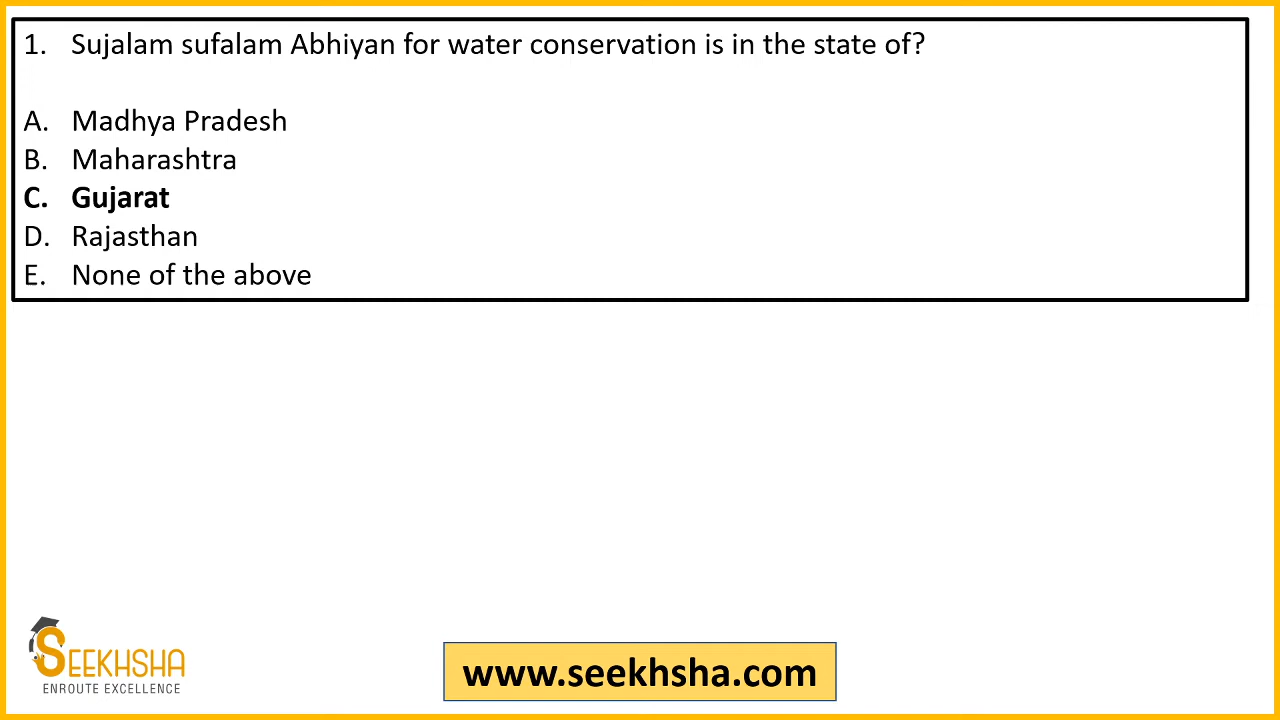 1. Sujalam sufalam Abhiyan for water conservation is in the state of?
A. Madhya Pradesh
B. Maharashtra
C. Gujarat
D. Rajasthan
E. None of the above
SEEKHSHA
ENROUTE EXCELLENCE
www.seekhsha.com